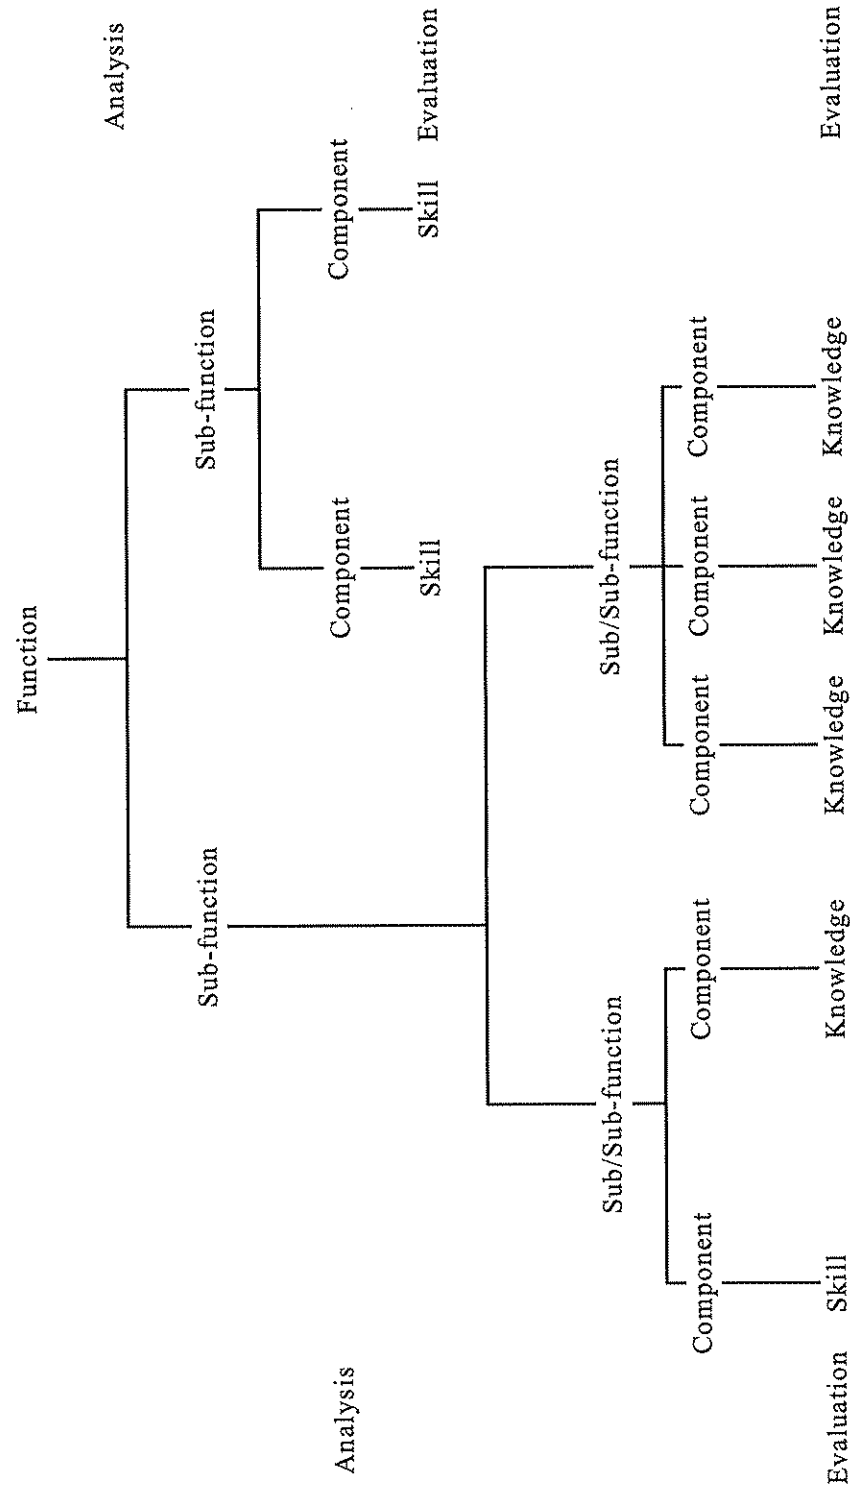 Function
Analysis
Sub-function Sub-function
Analysis Component Component
Skill Skill Evaluation
Sub/Sub-function Sub/Sub-function
Component Component Component Component Component
Evaluation Skill Knowledge Knowledge Knowledge Knowledge Evaluation